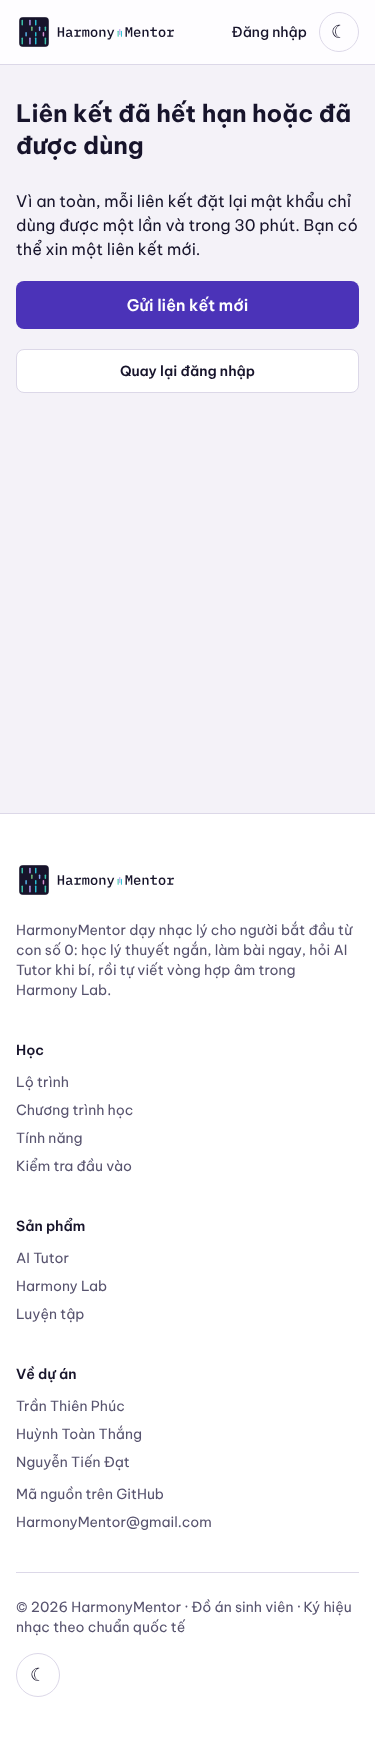 Harmony Mentor
Đăng nhập
Liên kết đã hết hạn hoặc đã
được dùng
Vì an toàn, mỗi liên kết đặt lại mật khẩu chỉ
dùng được một lần và trong 30 phút. Bạn có
thể xin một liên kết mới.
Gửi liên kết mới
Quay lại đăng nhập
Harmony Mentor
HarmonyMentor dạy nhạc lý cho người bắt đầu từ
con số 0: học lý thuyết ngắn, làm bài ngay, hỏi AI
Tutor khi bí, rồi tự viết vòng hợp âm trong
Harmony Lab.
Học
Lộ trình
Chương trình học
Tính năng
Kiểm tra đầu vào
Sản phẩm
AI Tutor
Harmony Lab
Luyện tập
Về dự án
Trần Thiên Phúc
Huỳnh Toàn Thắng
Nguyễn Tiến Đạt
Mã nguồn trên GitHub
HarmonyMentor@gmail.com
© 2026 HarmonyMentor · Đồ án sinh viên · Ký hiệu
nhạc theo chuẩn quốc tế